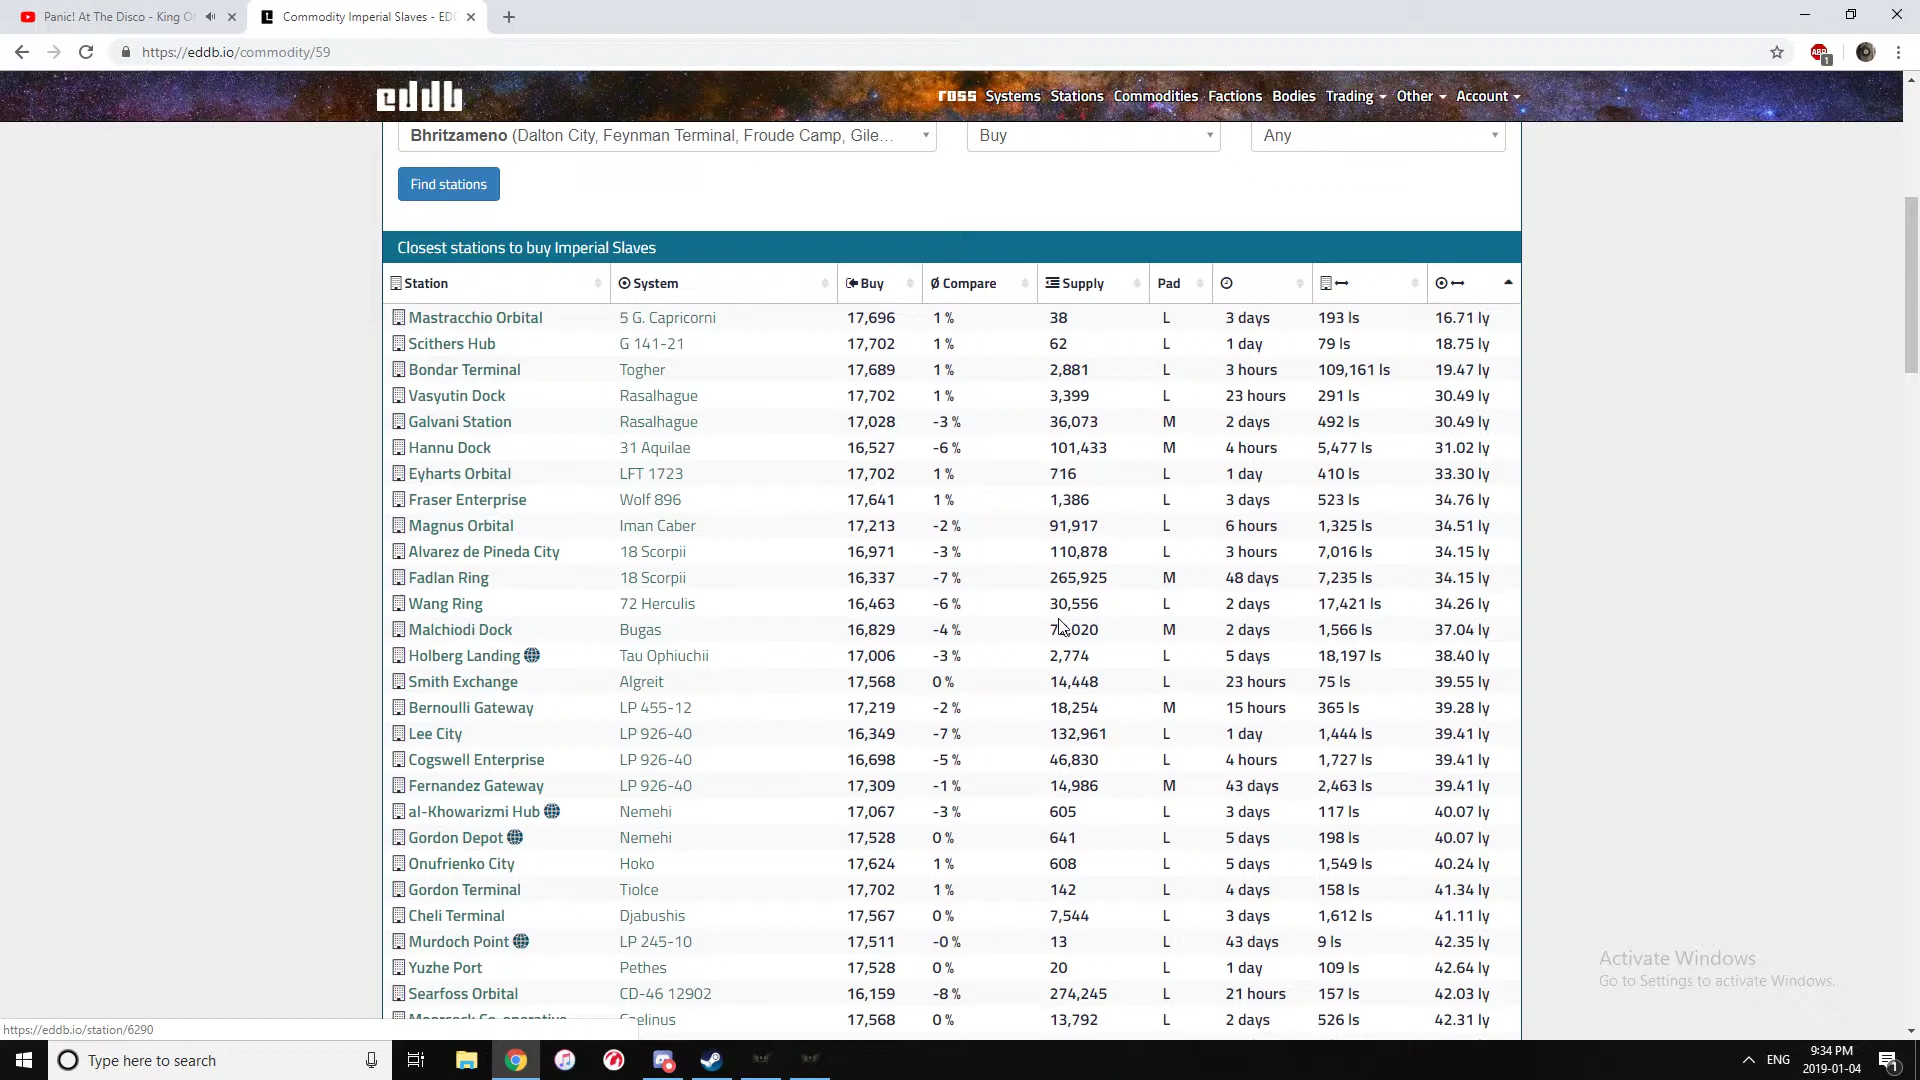 Panic! At The Disco - King Of
Commodity Imperial Slaves - EDD
https://eddb.io/commodity/59
ABP
1
eddb
ross Systems Stations Commodities Factions Bodies Trading Other Account
Bhritzameno (Dalton City, Feynman Terminal, Froude Camp, Gile... Buy Any
Find stations
Closest stations to buy Imperial Slaves
Station System Buy Ø Compare Supply Pad
Mastracchio Orbital 5 G. Capricorni 17,696 1 % 38 L 3 days 193 ls 16.71 ly
Scithers Hub G 141-21 17,702 1 % 62 L 1 day 79 ls 18.75 ly
Bondar Terminal Togher 17,689 1 % 2,881 L 3 hours 109,161 ls 19.47 ly
Vasyutin Dock Rasalhague 17,702 1 % 3,399 L 23 hours 291 ls 30.49 ly
Galvani Station Rasalhague 17,028 -3 % 36,073 M 2 days 492 ls 30.49 ly
Hannu Dock 31 Aquilae 16,527 -6 % 101,433 M 4 hours 5,477 ls 31.02 ly
Eyharts Orbital LFT 1723 17,702 1 % 716 L 1 day 410 ls 33.30 ly
Fraser Enterprise Wolf 896 17,641 1 % 1,386 L 3 days 523 ls 34.76 ly
Magnus Orbital Iman Caber 17,213 -2 % 91,917 L 6 hours 1,325 ls 34.51 ly
Alvarez de Pineda City 18 Scorpii 16,971 -3 % 110,878 L 3 hours 7,016 ls 34.15 ly
Fadlan Ring 18 Scorpii 16,337 -7 % 265,925 M 48 days 7,235 ls 34.15 ly
Wang Ring 72 Herculis 16,463 -6 % 30,556 L 2 days 17,421 ls 34.26 ly
Malchiodi Dock Bugas 16,829 -4 % M 2 days 1,566 ls 37.04 ly
Holberg Landing Tau Ophiuchii 17,006 -3 % 2,774 L 5 days 18,197 ls 38.40 ly
Smith Exchange Algreit 17,568 0 % 14,448 L 23 hours 75 ls 39.55 ly
Bernoulli Gateway LP 455-12 17,219 -2 % 18,254 M 15 hours 365 ls 39.28 ly
Lee City LP 926-40 16,349 -7 % 132,961 L 1 day 1,444 ls 39.41 ly
Cogswell Enterprise LP 926-40 16,698 -5 % 46,830 L 4 hours 1,727 ls 39.41 ly
Fernandez Gateway LP 926-40 17,309 -1 % 14,986 M 43 days 2,463 ls 39.41 ly
al-Khowarizmi Hub Nemehi 17,067 -3 % 605 L 3 days 117 ls 40.07 ly
Gordon Depot Nemehi 17,528 0 % 641 L 5 days 198 ls 40.07 ly
Onufrienko City Hoko 17,624 1 % 608 L 5 days 1,549 ls 40.24 ly
Gordon Terminal Tiolce 17,702 1 % 142 L 4 days 158 ls 41.34 ly
Cheli Terminal Djabushis 17,567 0 % 7,544 L 3 days 1,612 ls 41.11 ly
Murdoch Point LP 245-10 17,511 -0 % 13 L 43 days 9 ls 42.35 ly
Yuzhe Port Pethes 17,528 0 % 20 L 1 day 109 ls 42.64 ly
Searfoss Orbital CD-46 12902 16,159 -8 % 274,245 L 21 hours 157 ls 42.03 ly
17,568 0 % 13,792 L 2 days 526 ls 42.31 ly
Activate Windows
Go to Settings to activate Windows.
https://eddb.io/station/6290
Type here to search
ENG
9:34 PM
2019-01-04
1